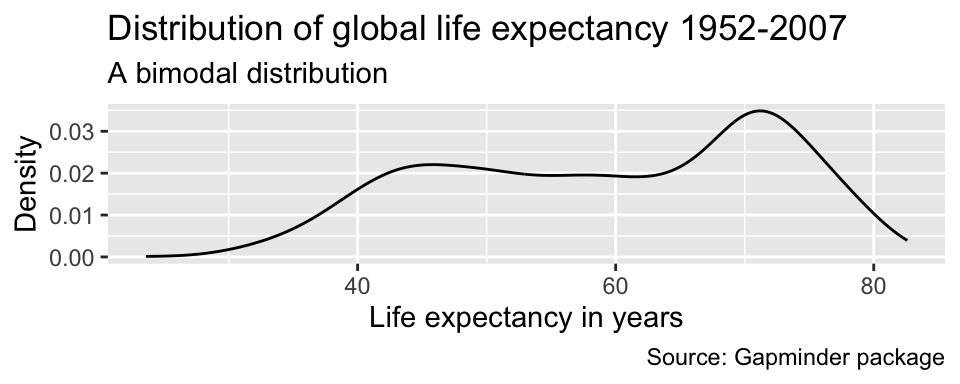 Distribution of global life expectancy 1952-2007
A bimodal distribution
Density
0.03
0.02
0.01
0.00
40 60 80
Life expectancy in years
Source: Gapminder package